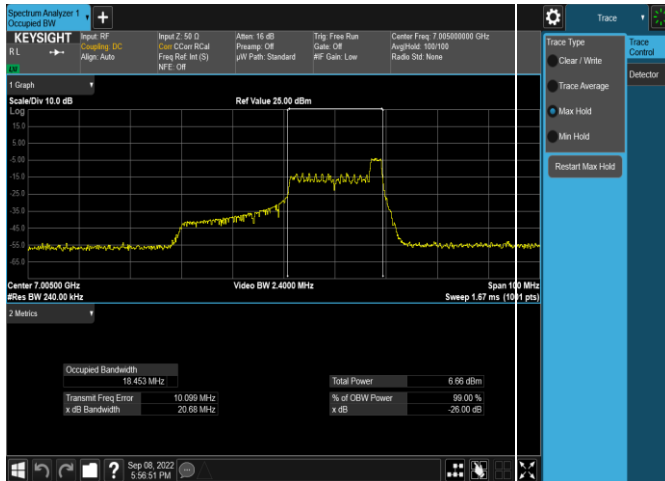 Spectrum Analyzer 1
Occupied BW
Trace
KEYSIGHT
Input: RF
Input Z: 50 Ω
Atten: 16 dB
Trig: Free Run
Center Freq: 7.005000000 GHz
R L
Coupling: DC
Corr CCorr RCal
Preamp: Off
Gate: Off
Avg|Hold: 100/100
Align: Auto
Freq Ref: Int (S)
µW Path: Standard
#IF Gain: Low
Radio Std: None
NFE: Off
Trace Type
Trace
Control
Clear / Write
Detector
Trace Average
Max Hold
Min Hold
Restart Max Hold
1 Graph
Scale/Div 10.0 dB
Ref Value 25.00 dBm
Log
15.0
5.00
-5.00
-15.0
-25.0
-35.0
-45.0
-55.0
-65.0
Center 7.00500 GHz
Video BW 2.4000 MHz
Span 100 MHz
#Res BW 240.00 kHz
Sweep 1.67 ms (1001 pts)
2 Metrics
Occupied Bandwidth
18.453 MHz
Total Power
6.66 dBm
Transmit Freq Error
10.099 MHz
% of OBW Power
99.00 %
x dB Bandwidth
20.68 MHz
x dB
-26.00 dB
?
Sep 08, 2022
5:56:51 PM